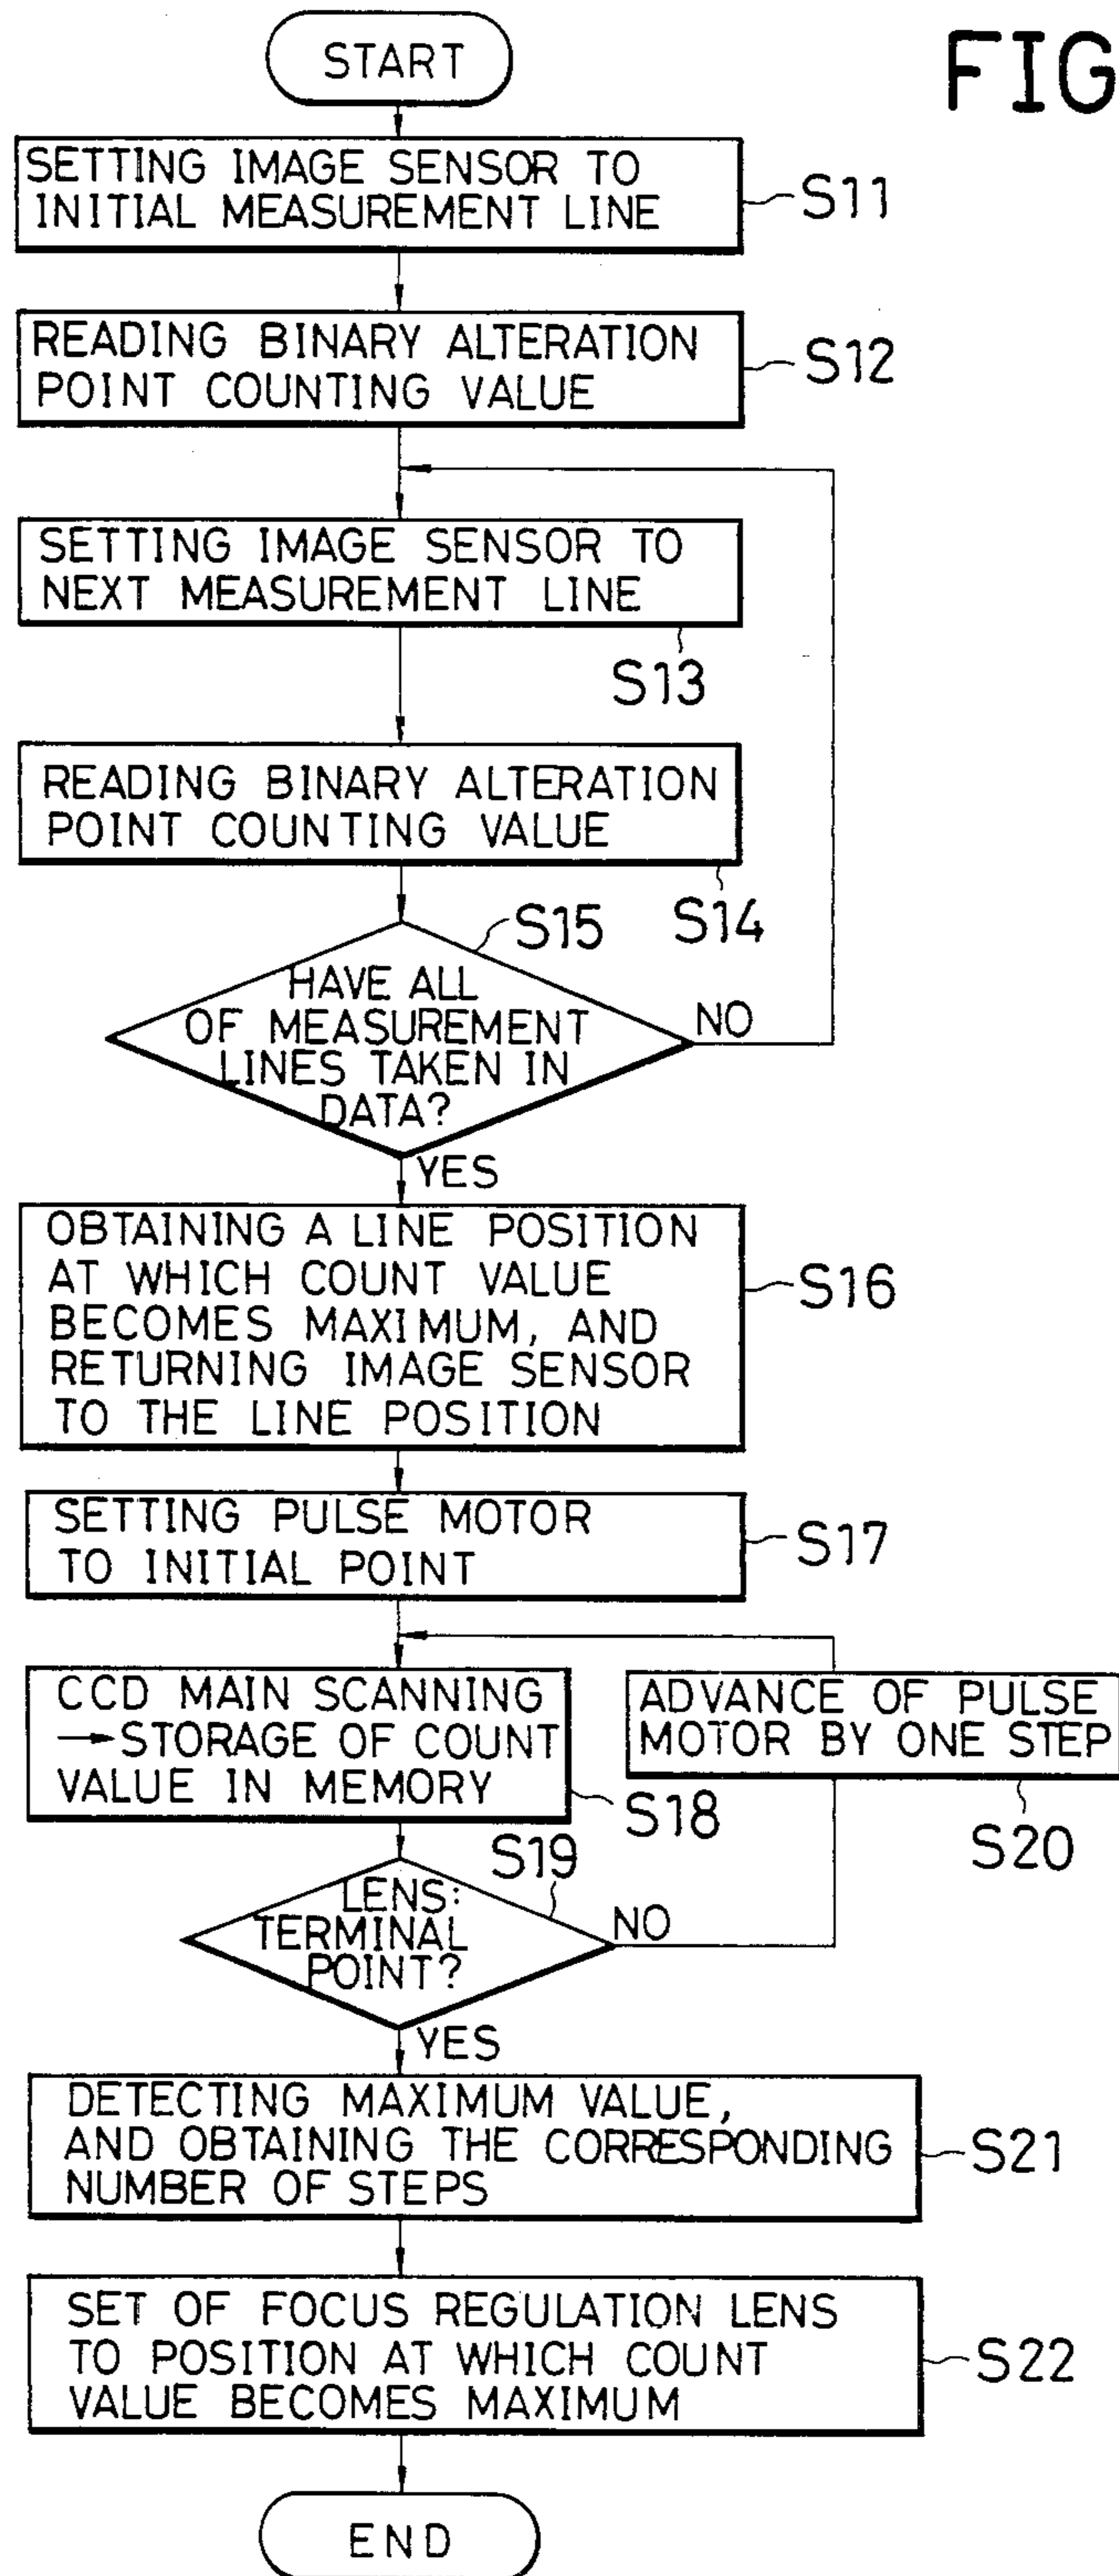 FIG
START
SETTING IMAGE SENSOR TO
INITIAL MEASUREMENT LINE
S11
READING BINARY ALTERATION
POINT COUNTING VALUE
S12
SETTING IMAGE SENSOR TO
NEXT MEASUREMENT LINE
S13
READING BINARY ALTERATION
POINT COUNTING VALUE
S14
S15
HAVE ALL
OF MEASUREMENT
LINES TAKEN IN
DATA?
NO
YES
OBTAINING A LINE POSITION
AT WHICH COUNT VALUE
BECOMES MAXIMUM, AND
RETURNING IMAGE SENSOR
TO THE LINE POSITION
S16
SETTING PULSE MOTOR
TO INITIAL POINT
S17
CCD MAIN SCANNING
→STORAGE OF COUNT
VALUE IN MEMORY
S18
ADVANCE OF PULSE
MOTOR BY ONE STEP
S20
S19
LENS:
TERMINAL
POINT?
NO
YES
DETECTING MAXIMUM VALUE,
AND OBTAINING THE CORRESPONDING
NUMBER OF STEPS
S21
SET OF FOCUS REGULATION LENS
TO POSITION AT WHICH COUNT
VALUE BECOMES MAXIMUM
S22
END